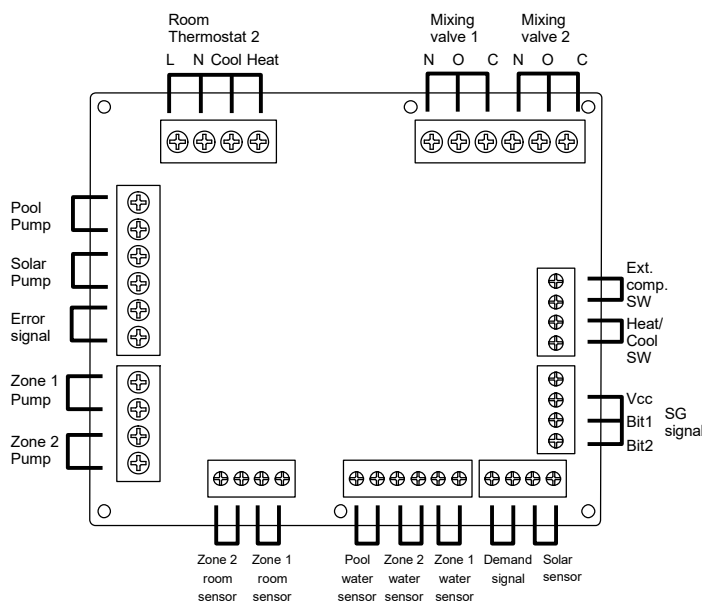 Room
Thermostat 2
L N Cool Heat
Mixing
valve 1
N O C
Mixing
valve 2
N O C
Pool
Pump
Solar
Pump
Error
signal
Zone 1
Pump
Zone 2
Pump
Ext.
comp.
SW
Heat/
Cool
SW
Vcc
Bit1
Bit2
SG
signal
Zone 2
room
sensor
Zone 1
room
sensor
Pool
water
sensor
Zone 2
water
sensor
Zone 1
water
sensor
Demand
signal
Solar
sensor